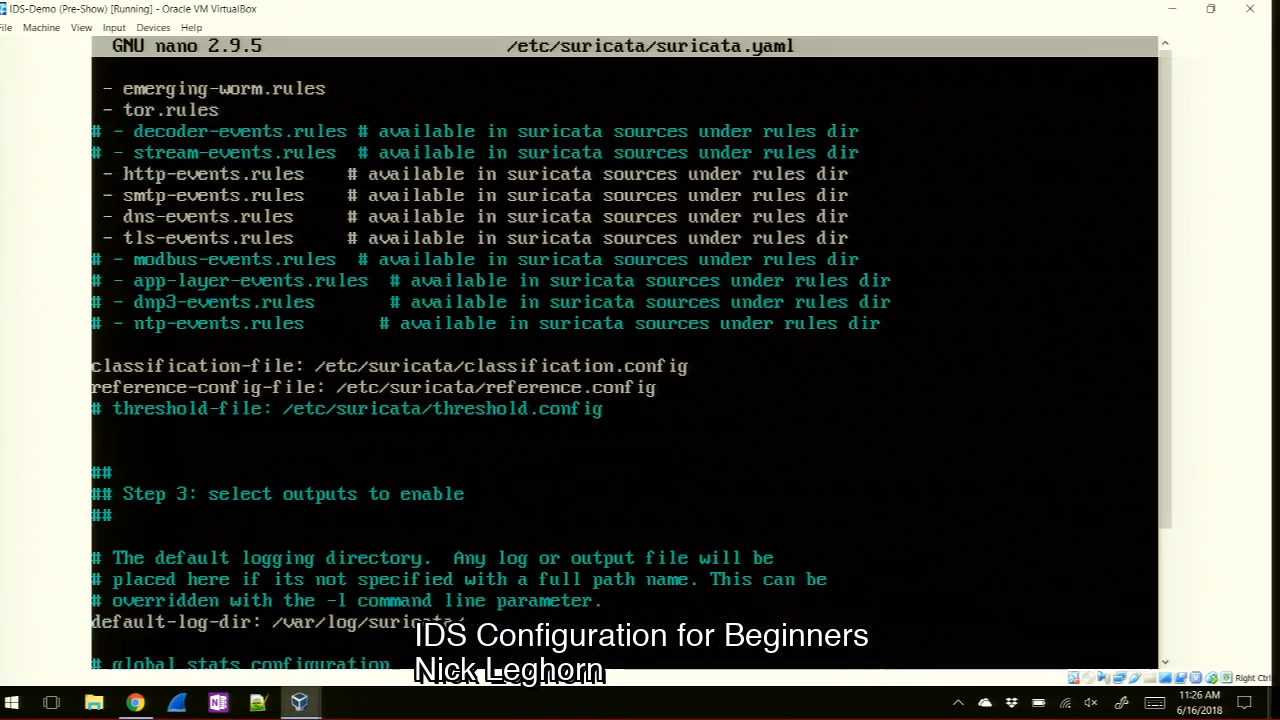 IDS-Demo (Pre-Show) [Running] - Oracle VM VirtualBox
File Machine View Input Devices Help
GNU nano 2.9.5 /etc/suricata/suricata.yaml
- emerging-worm.rules
- tor.rules
# - decoder-events.rules # available in suricata sources under rules dir
# - stream-events.rules # available in suricata sources under rules dir
- http-events.rules # available in suricata sources under rules dir
- smtp-events.rules # available in suricata sources under rules dir
- dns-events.rules # available in suricata sources under rules dir
- tls-events.rules # available in suricata sources under rules dir
# - modbus-events.rules # available in suricata sources under rules dir
# - app-layer-events.rules # available in suricata sources under rules dir
# - dnp3-events.rules # available in suricata sources under rules dir
# - ntp-events.rules # available in suricata sources under rules dir
classification-file: /etc/suricata/classification.config
reference-config-file: /etc/suricata/reference.config
# threshold-file: /etc/suricata/threshold.config
##
## Step 3: select outputs to enable
##
# The default logging directory. Any log or output file will be
# placed here if its not specified with a full path name. This can be
# overridden with the -l command line parameter.
default-log-dir: /var/log/suricata/
# global stats configuration
IDS Configuration for Beginners
Nick Leghorn
Right Ctrl
11:26 AM
6/16/2018